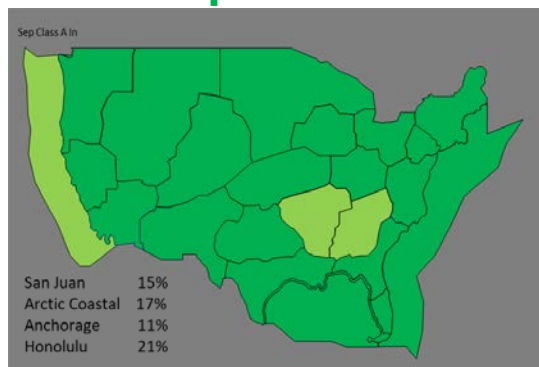 Sep Class A In
San Juan 15%
Arctic Coastal 17%
Anchorage 11%
Honolulu 21%